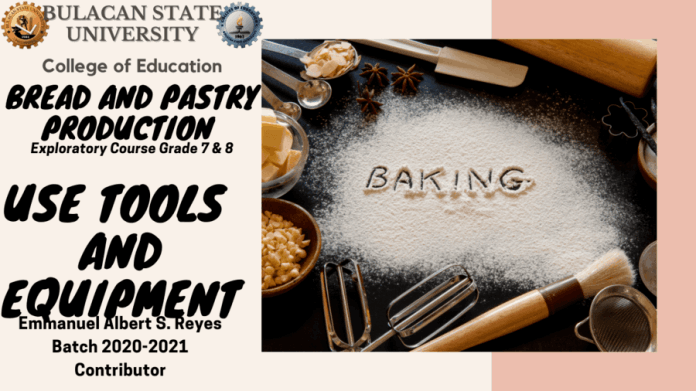 BULACAN STATE
UNIVERSITY
College of Education
BREAD AND PASTRY
PRODUCTION
Exploratory Course Grade 7 & 8
USE TOOLS
AND
EQUIPMENT
Emmanuel Albert S. Reyes
Batch 2020-2021
Contributor
BAKING